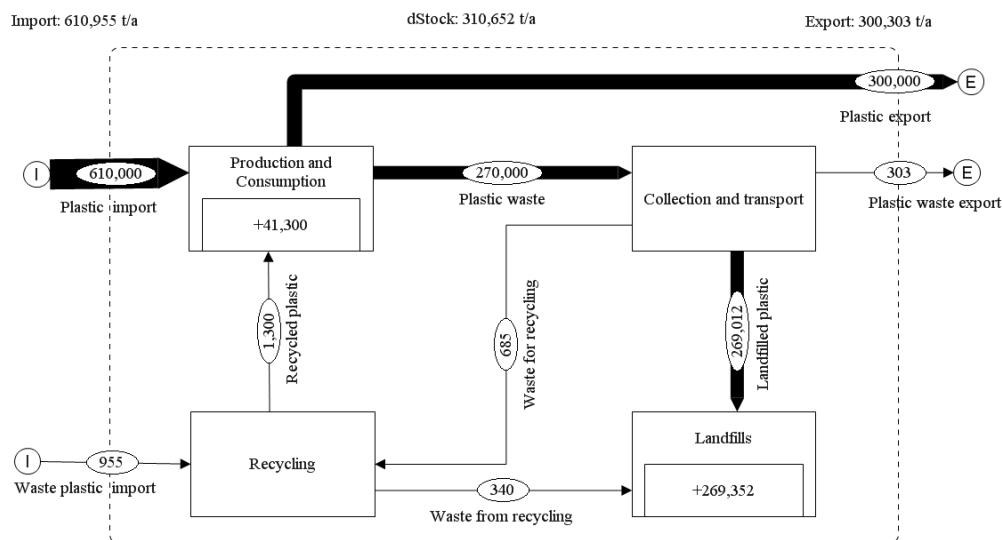 Import: 610,955 t/a
dStock: 310,652 t/a
Export: 300,303 t/a
300,000
E
Plastic export
I
610,000
Plastic import
Production and
Consumption
+41,300
270,000
Plastic waste
Collection and transport
303
E
Plastic waste export
1,300
Recycled plastic
685
Waste for recycling
269,012
Landfilled plastic
I
955
Waste plastic import
Recycling
340
Waste from recycling
Landfills
+269,352